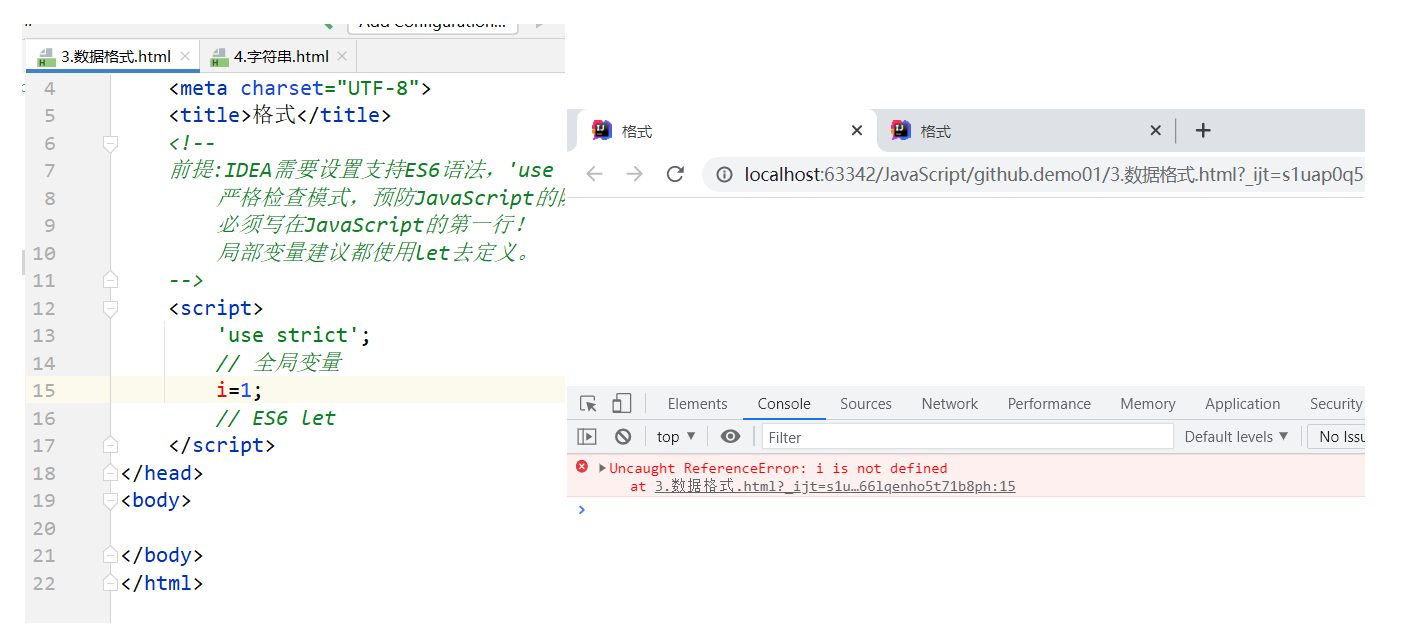 Add Configuration...
3.数据格式.html
4.字符串.html
4 <meta charset="UTF-8">
5 <title>格式</title>
6 <!--
7 前提:IDEA需要设置支持ES6语法，'use
8 严格检查模式，预防JavaScript的
9 必须写在JavaScript的第一行！
10 局部变量建议都使用let去定义。
11 -->
12 <script>
13 'use strict';
14 // 全局变量
15 i=1;
16 // ES6 let
17 </script>
18 </head>
19 <body>
20
21 </body>
22 </html>
格式 格式
localhost:63342/JavaScript/github.demo01/3.数据格式.html?_ijt=s1uap0q5
Elements Console Sources Network Performance Memory Application Security
top Filter Default levels No Issu
Uncaught ReferenceError: i is not defined
at 3.数据格式.html?_ijt=s1u…66lqenho5t71b8ph:15